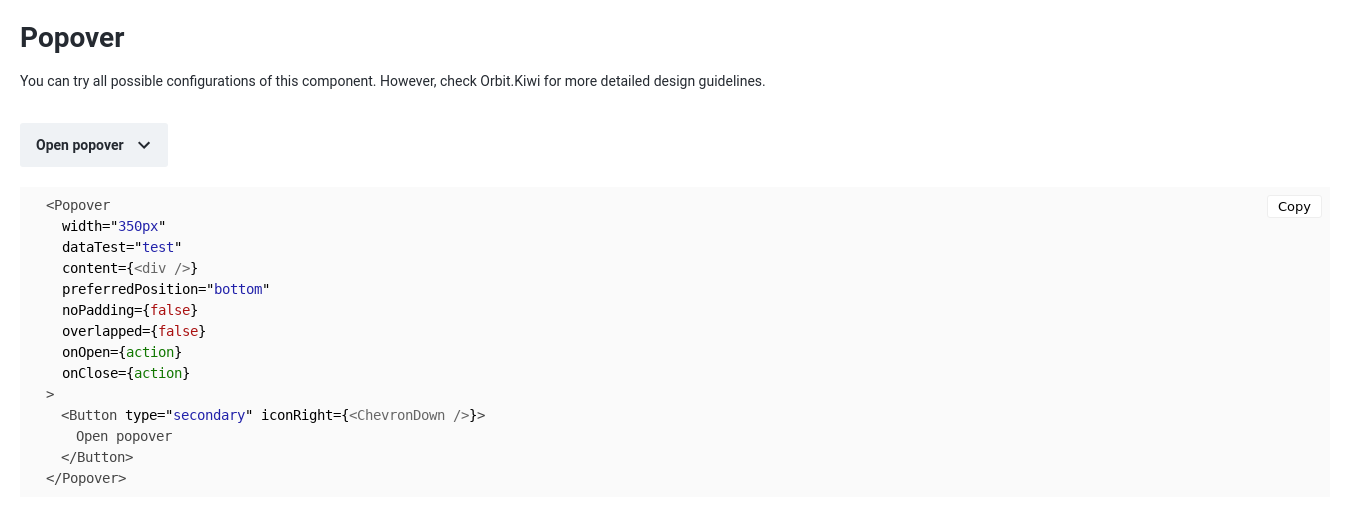 Popover
You can try all possible configurations of this component. However, check Orbit.Kiwi for more detailed design guidelines.
Open popover
Copy
<Popover
  width="350px"
  dataTest="test"
  content={<div />}
  preferredPosition="bottom"
  noPadding={false}
  overlapped={false}
  onOpen={action}
  onClose={action}
>
  <Button type="secondary" iconRight={<ChevronDown />}>
    Open popover
  </Button>
</Popover>